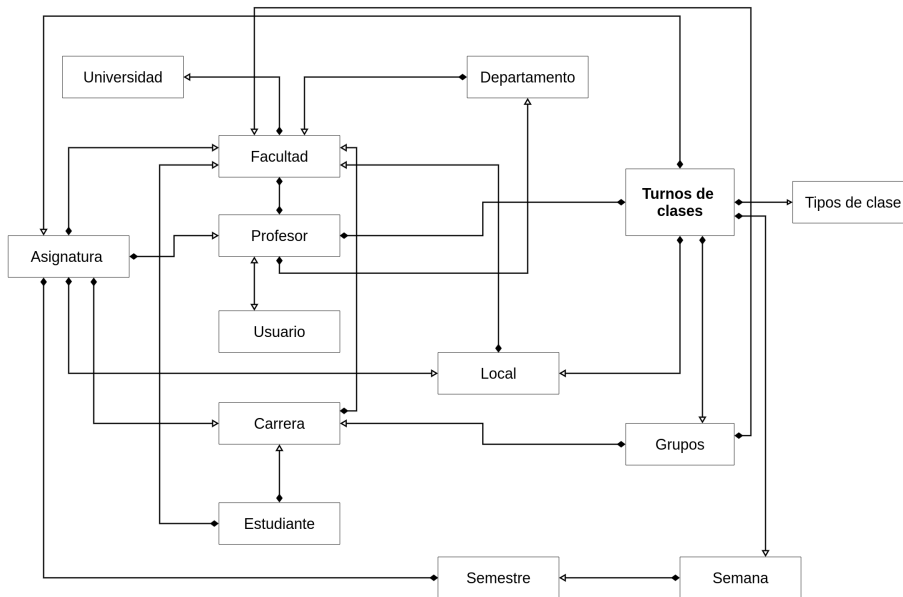 Universidad
Departamento
Facultad
Turnos de
clases
Tipos de clase
Profesor
Asignatura
Usuario
Local
Carrera
Grupos
Estudiante
Semestre
Semana